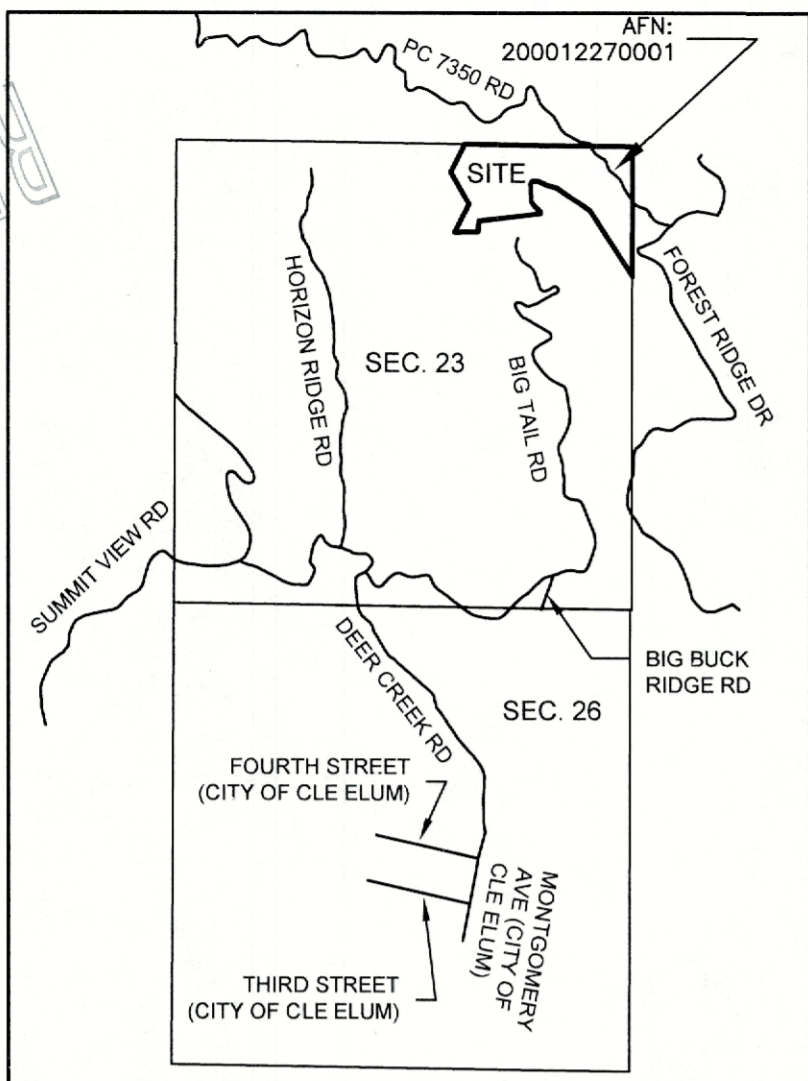 AFN:
200012270001
PC 7350 RD
SITE
HORIZON RIDGE RD
SEC. 23
BIG TAIL RD
FOREST RIDGE DR
SUMMIT VIEW RD
DEER CREEK RD
BIG BUCK
RIDGE RD
SEC. 26
FOURTH STREET
(CITY OF CLE ELUM)
MONTGOMERY
AVE (CITY OF
CLE ELUM)
THIRD STREET
(CITY OF CLE ELUM)